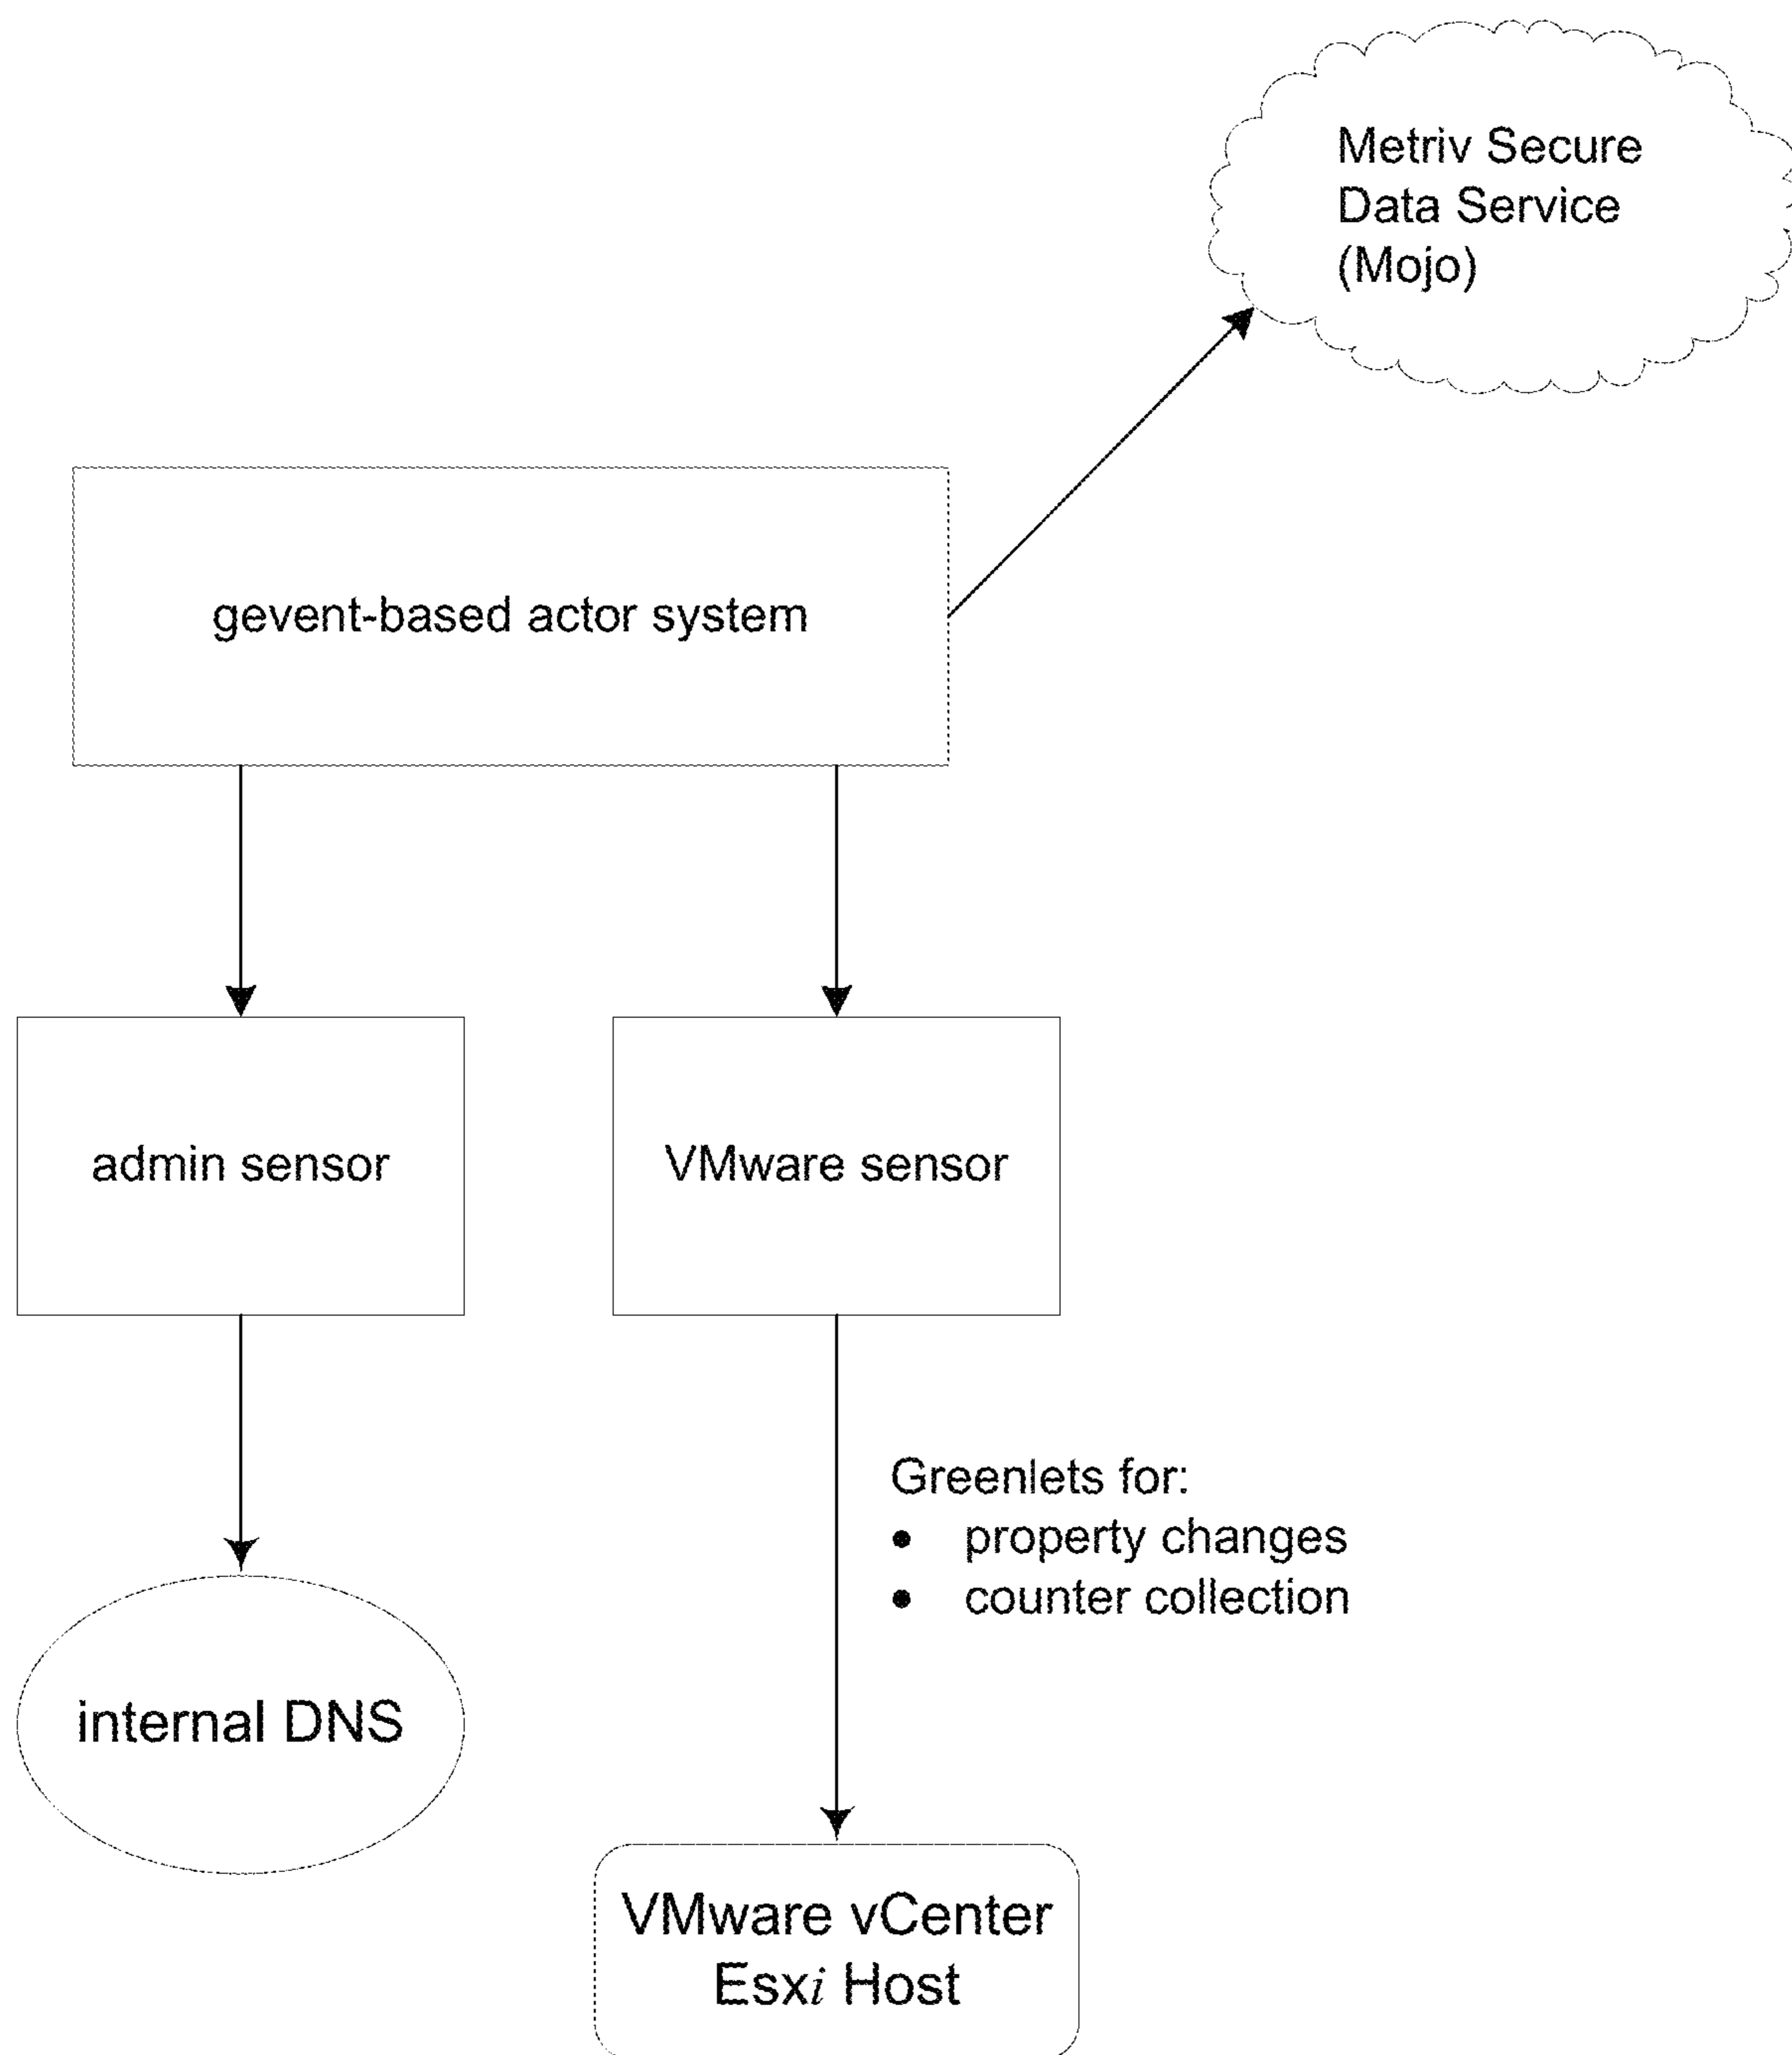 Metriv Secure
Data Service
(Mojo)
gevent-based actor system
admin sensor
VMware sensor
Greenlets for:
• property changes
• counter collection
internal DNS
VMware vCenter
Esxi Host